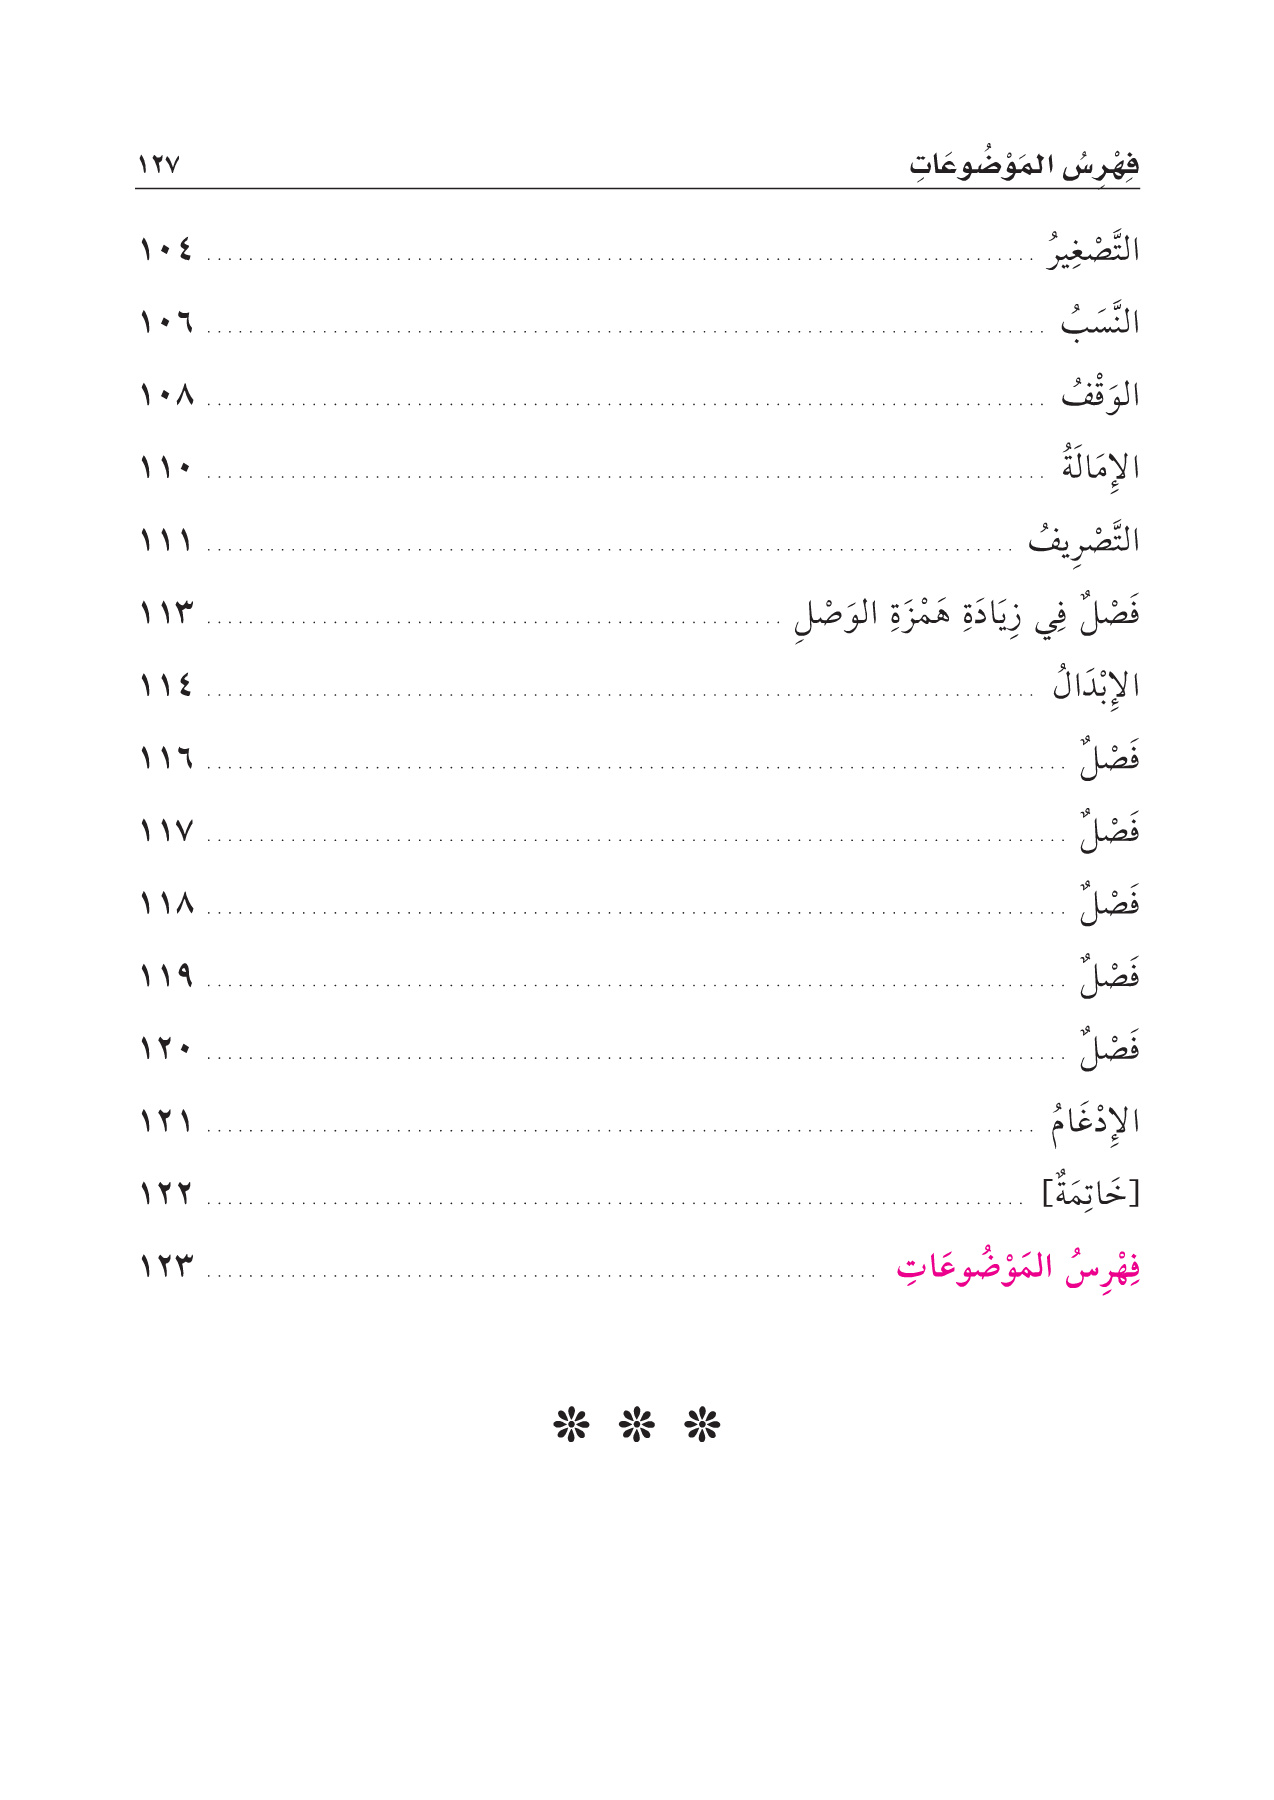 فِهْرِسُ المَوْضُوعَاتِ ١٢٧
التَّصْغِيرُ ١٠٤
النَّسَبُ ١٠٦
الوَقْفُ ١٠٨
الإِمَالَةُ ١١٠
التَّصْرِيفُ ١١١
فَصْلٌ فِي زِيَادَةِ هَمْزَةِ الوَصْلِ ١١٣
الإِبْدَالُ ١١٤
فَصْلٌ ١١٦
فَصْلٌ ١١٧
فَصْلٌ ١١٨
فَصْلٌ ١١٩
فَصْلٌ ١٢٠
الإِدْغَامُ ١٢١
[خَاتِمَةٌ] ١٢٢
فِهْرِسُ المَوْضُوعَاتِ ١٢٣